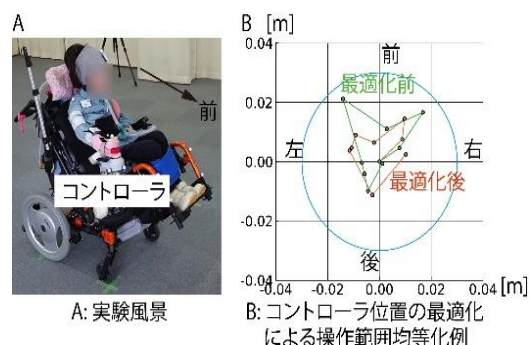 A
前
コントローラ
A: 実験風景
B [m]
0.04
0.02
0.00
-0.02
-0.04
前
最適化前
左
右
最適化後
後
-0.04
-0.02
0.00
0.02
0.04
[m]
B: コントローラ位置の最適化
による操作範囲均等化例